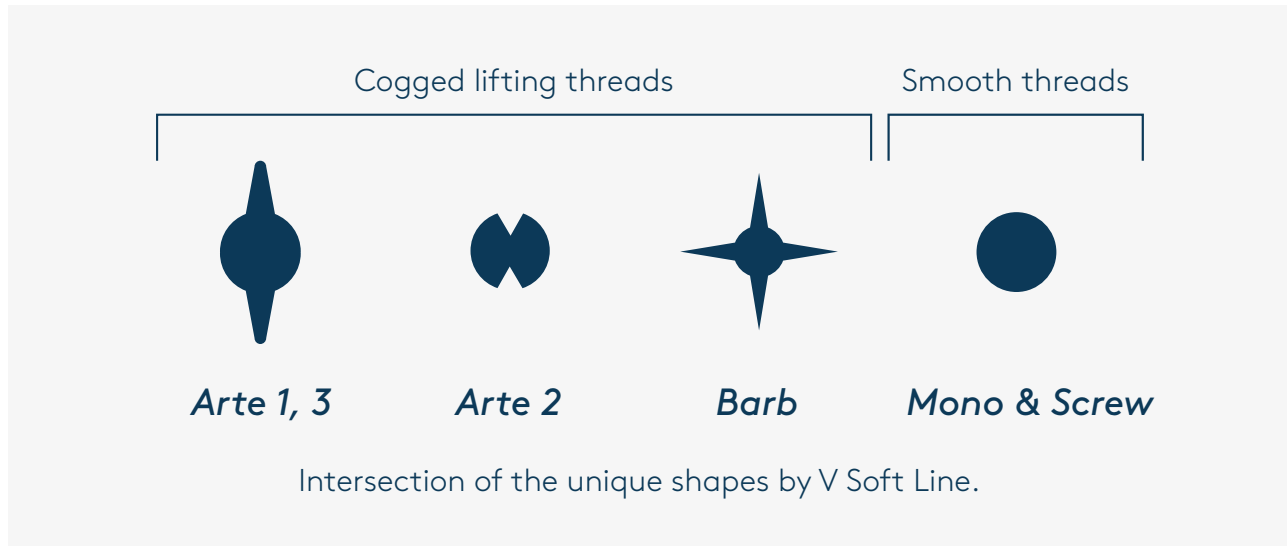 Cogged lifting threads
Smooth threads
Arte 1, 3
Arte 2
Barb
Mono & Screw
Intersection of the unique shapes by V Soft Line.